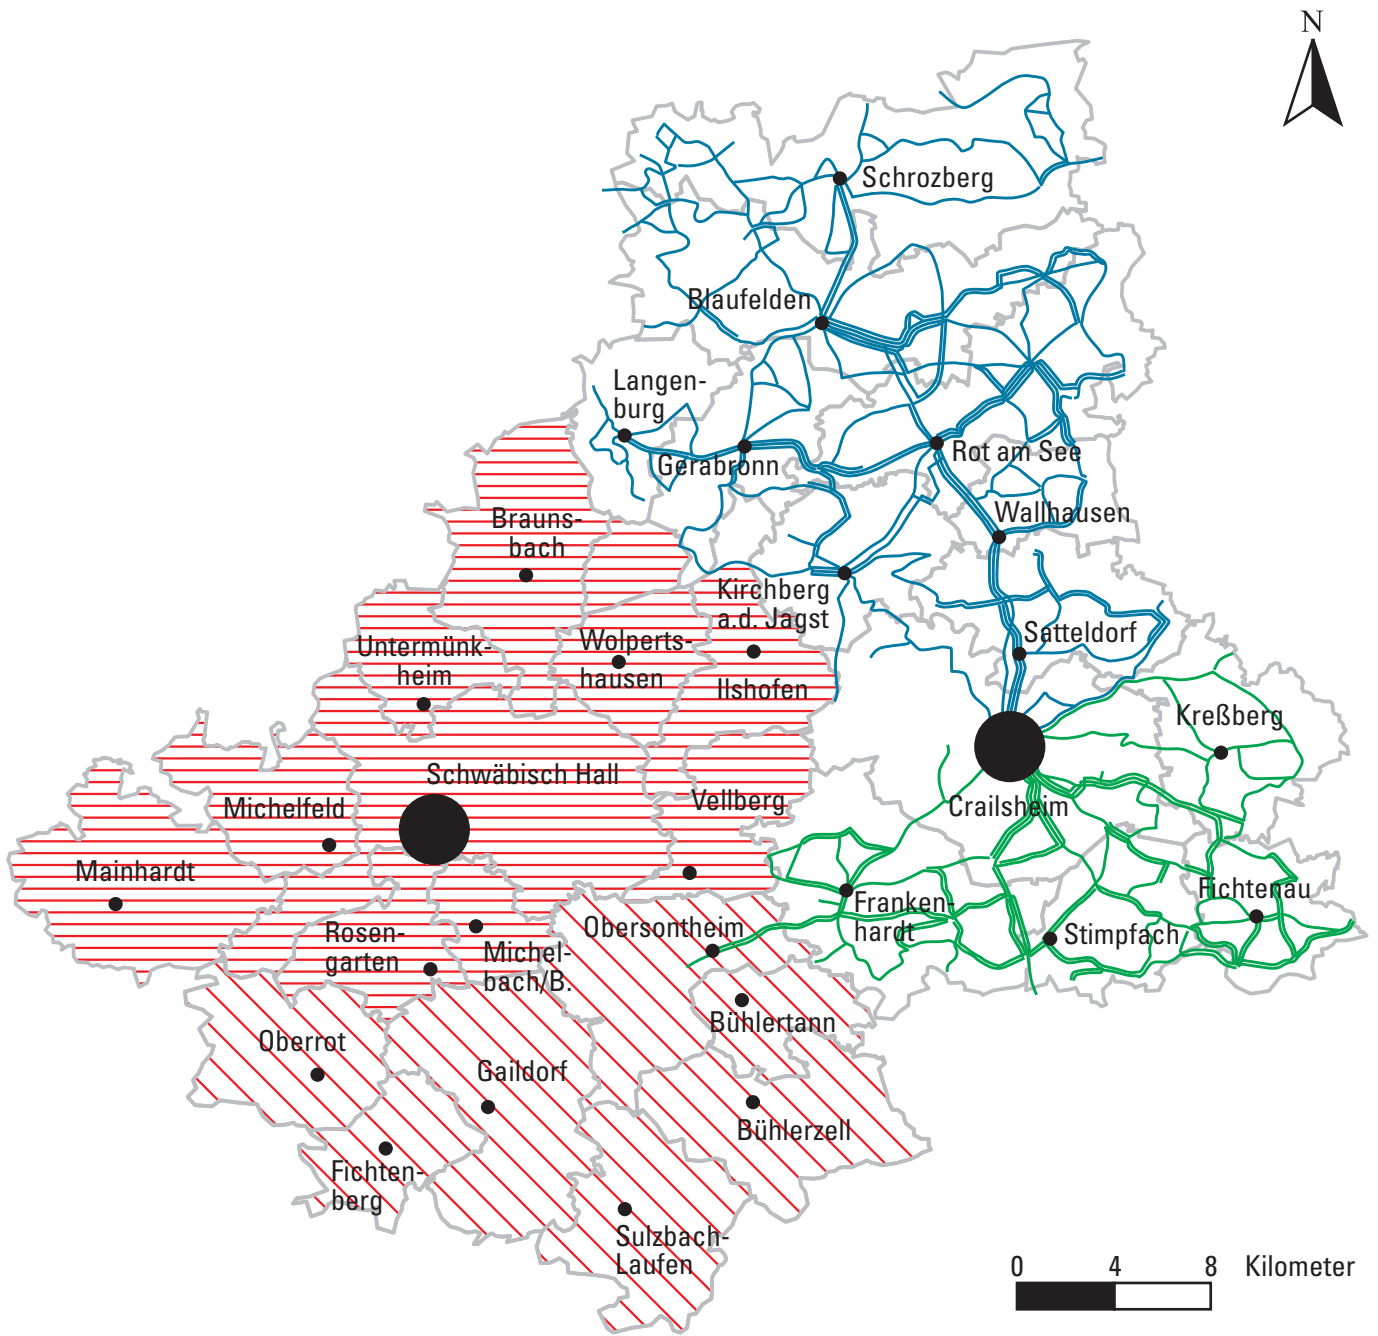 N
Schrozberg
Blaufelden
Langen-
burg
Gerabronn
Rot am See
Wallhausen
Brauns-
bach
Kirchberg
a.d. Jagst
Satteldorf
Untermünk-
heim
Wolperts-
hausen
Ilshofen
Kreßberg
Schwäbisch Hall
Michelfeld
Vellberg
Crailsheim
Mainhardt
Fichtenau
Franken-
hardt
Obersontheim
Stimpfach
Rosen-
garten
Michel-
bach/B.
Bühlertann
Oberrot
Gaildorf
Bühlerzell
Fichten-
berg
Sulzbach-
Laufen
0 4 8 Kilometer